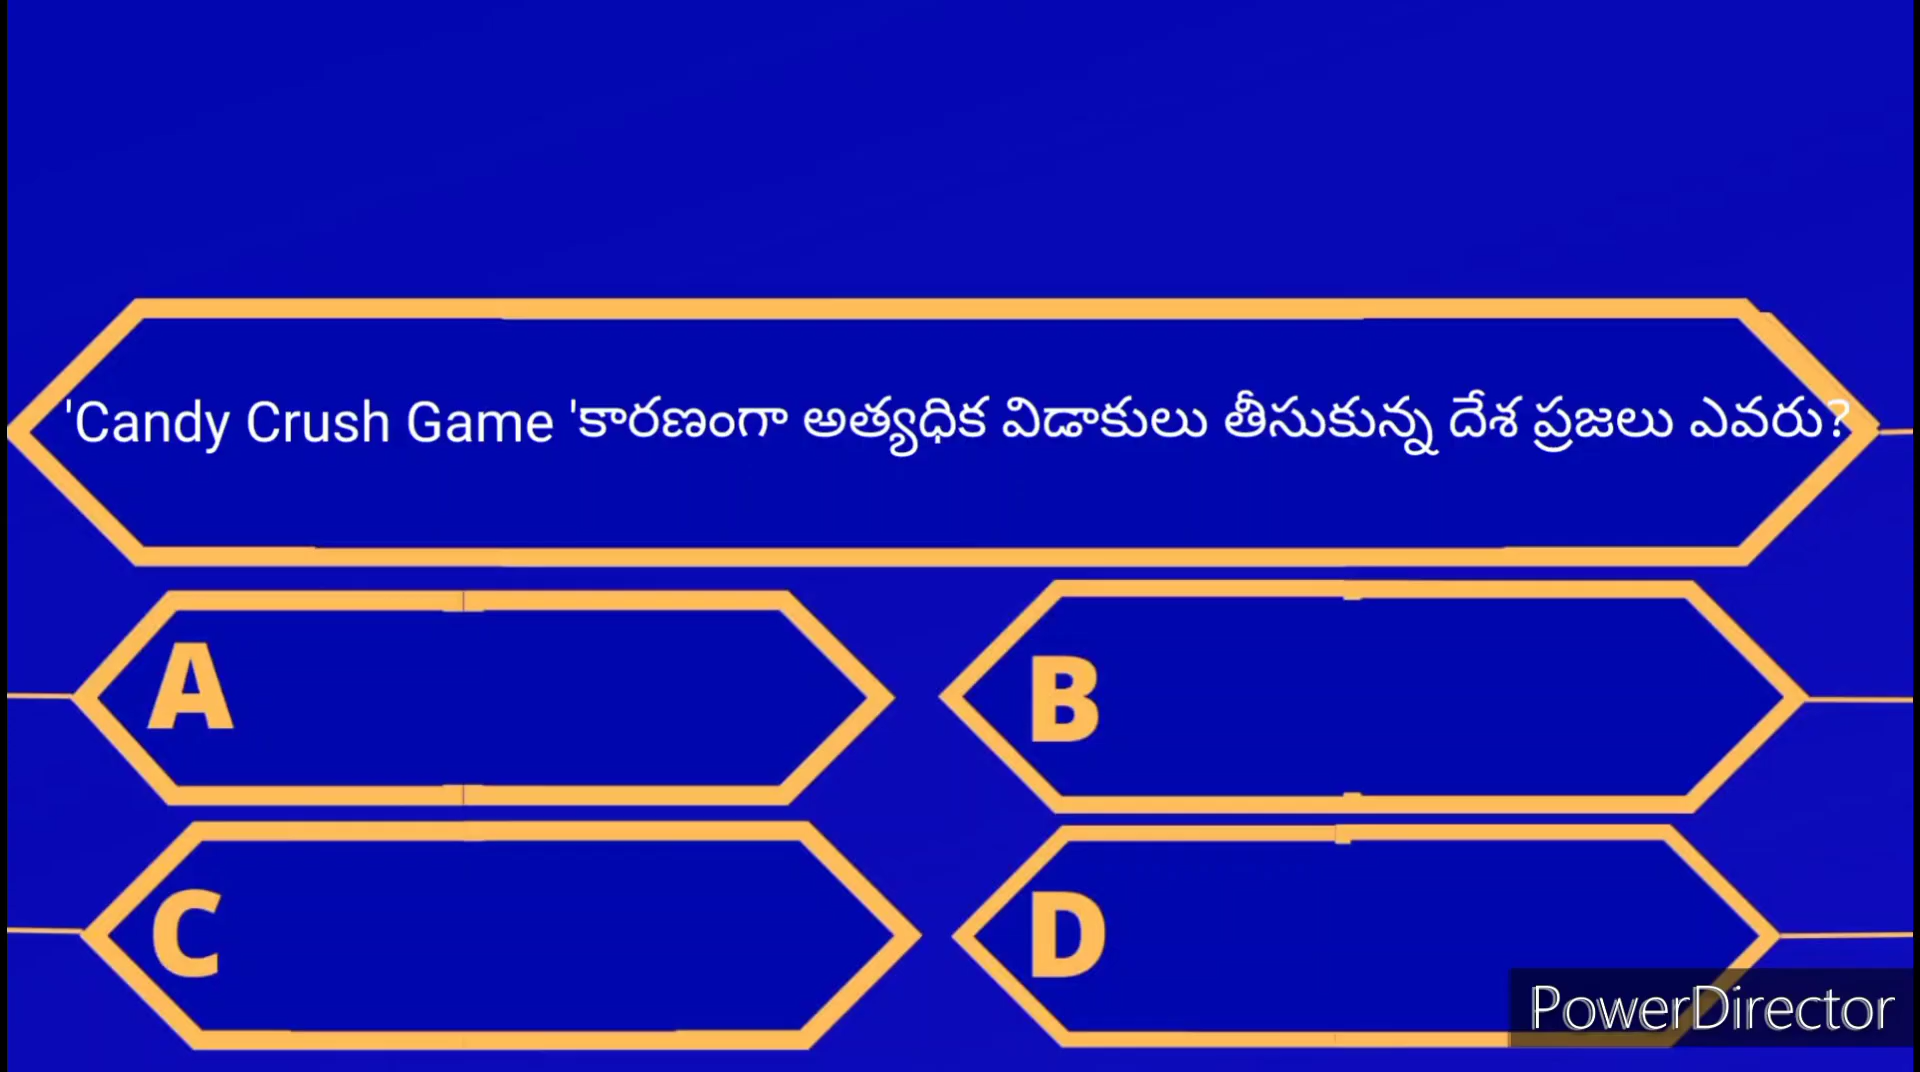 'Candy Crush Game 'కారణంగా అత్యధిక విడాకులు తీసుకున్న దేశ ప్రజలు ఎవరు?
A
B
C
D
PowerDirector